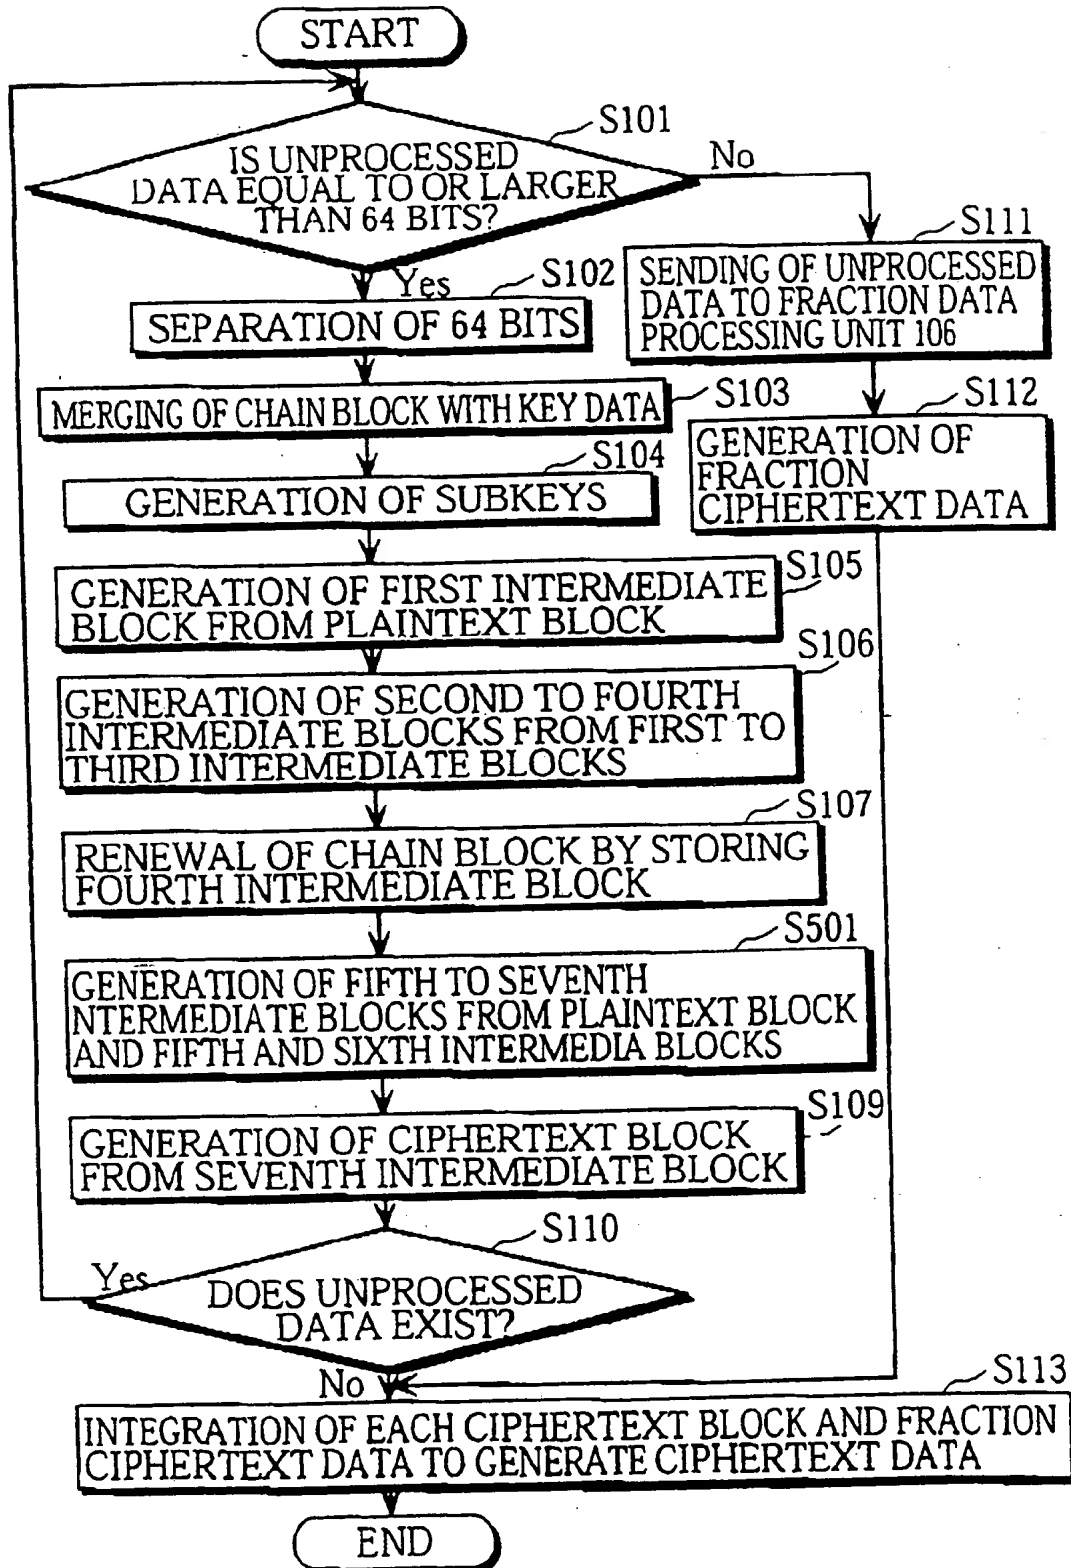 START
S101
IS UNPROCESSED
DATA EQUAL TO OR LARGER
THAN 64 BITS?
No
Yes
S102
SEPARATION OF 64 BITS
S103
MERGING OF CHAIN BLOCK WITH KEY DATA
S104
GENERATION OF SUBKEYS
S105
GENERATION OF FIRST INTERMEDIATE
BLOCK FROM PLAINTEXT BLOCK
S106
GENERATION OF SECOND TO FOURTH
INTERMEDIATE BLOCKS FROM FIRST TO
THIRD INTERMEDIATE BLOCKS
S107
RENEWAL OF CHAIN BLOCK BY STORING
FOURTH INTERMEDIATE BLOCK
S501
GENERATION OF FIFTH TO SEVENTH
NTERMEDIATE BLOCKS FROM PLAINTEXT BLOCK
AND FIFTH AND SIXTH INTERMEDIA BLOCKS
S109
GENERATION OF CIPHERTEXT BLOCK
FROM SEVENTH INTERMEDIATE BLOCK
S110
Yes
DOES UNPROCESSED
DATA EXIST?
No
S111
SENDING OF UNPROCESSED
DATA TO FRACTION DATA
PROCESSING UNIT 106
S112
GENERATION OF
FRACTION
CIPHERTEXT DATA
S113
INTEGRATION OF EACH CIPHERTEXT BLOCK AND FRACTION
CIPHERTEXT DATA TO GENERATE CIPHERTEXT DATA
END